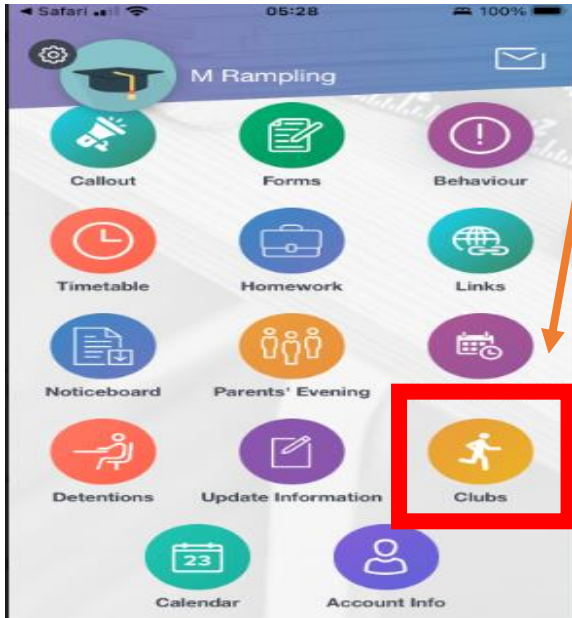 Safari 05:28 100%
M Rampling
Callout Forms Behaviour
Timetable Homework Links
Noticeboard Parents' Evening
Detentions Update Information Clubs
23
Calendar Account Info